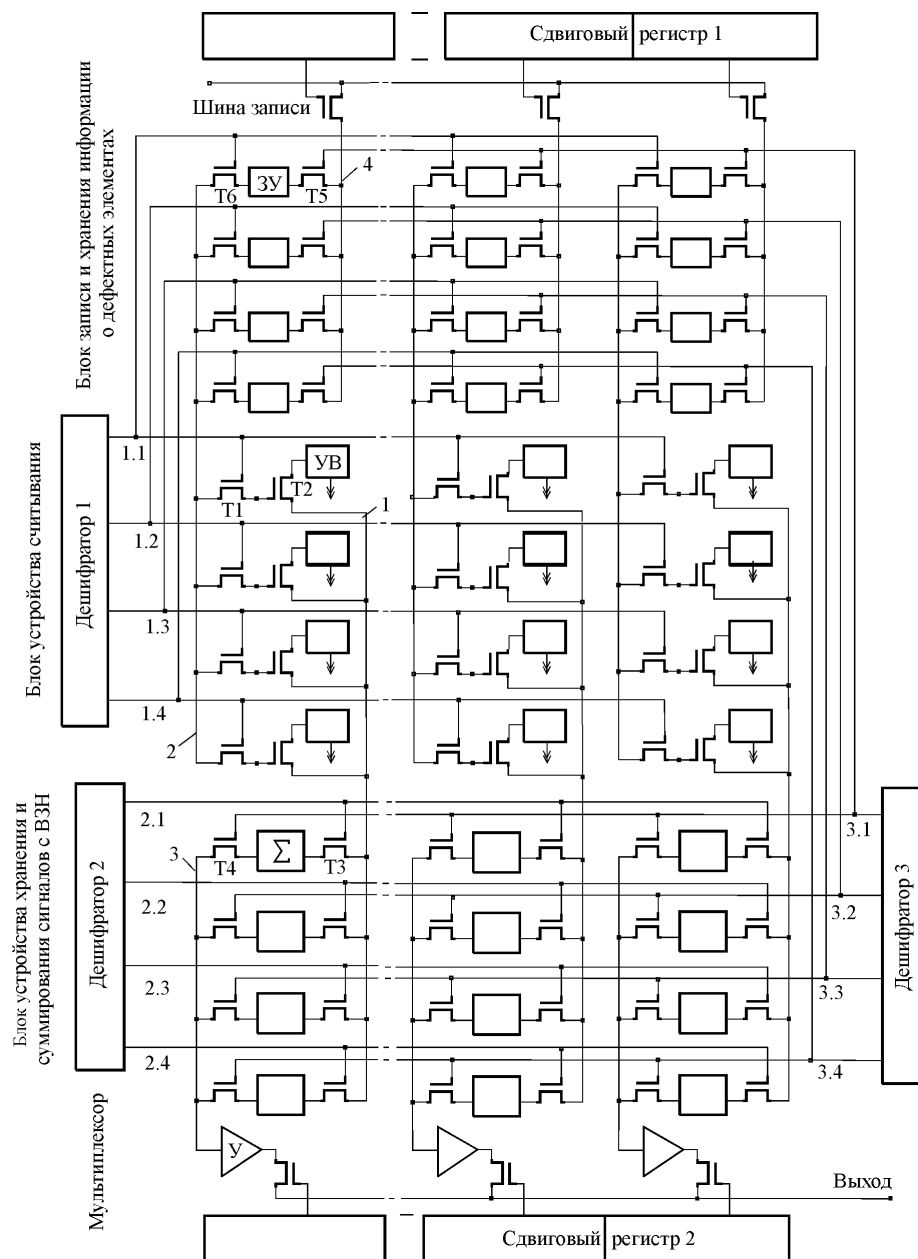 Сдвиговый регистр 1
Шина записи
Блок записи и хранения информации
о дефектных элементах
4
Т6
ЗУ
Т5
Блок устройства считывания
Дешифратор 1
1.1
УВ
Т2
Т1
1
1.2
1.3
1.4
2
Блок устройства хранения и
суммирования сигналов с ВЗН
Дешифратор 2
2.1
3.1
3
Т4
Σ
Т3
2.2
3.2
Дешифратор 3
2.3
3.3
2.4
3.4
Мультиплексор
У
Выход
Сдвиговый регистр 2